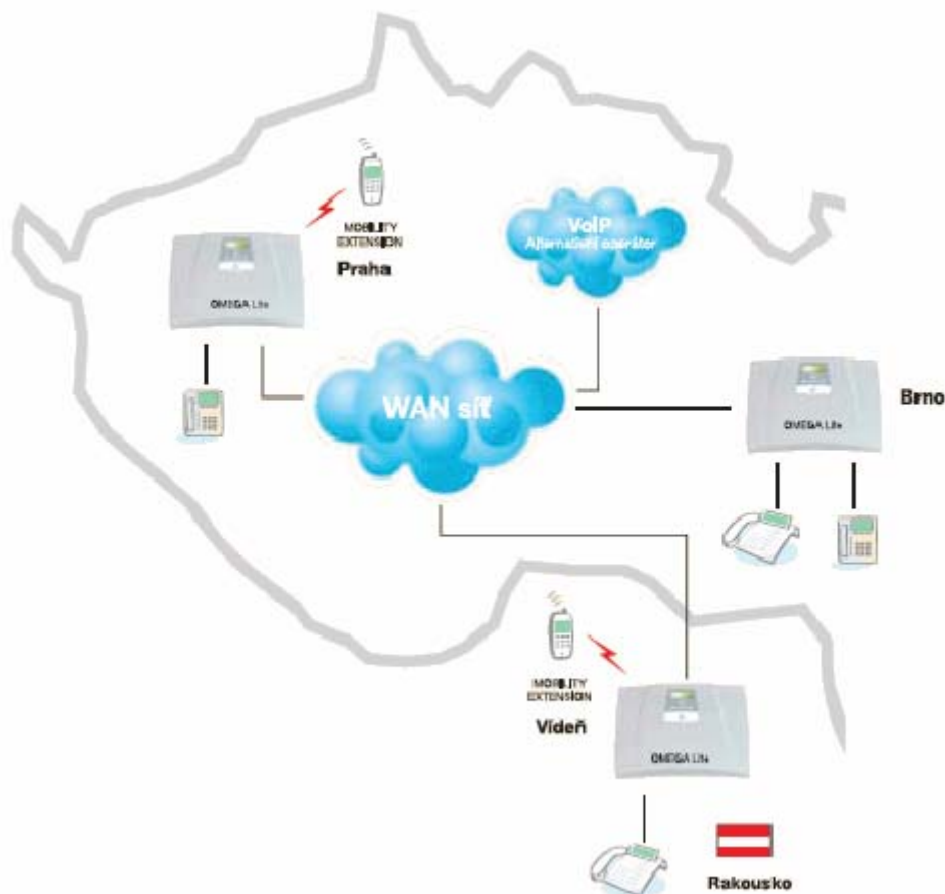 MOBILITY
EXTENSION
Praha
OMEGA Lite
VoIP
Alternativní operátor
WAN síť
Brno
OMEGA Lite
MOBILITY
EXTENSION
Vídeň
OMEGA Lite
Rakousko